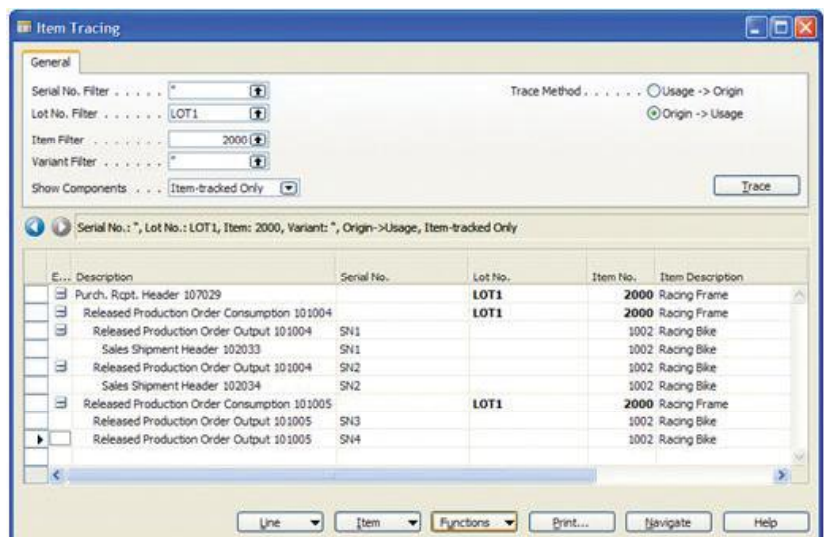 Item Tracing
General
Serial No. Filter . . . . . "
Lot No. Filter . . . . . . LOT1
Item Filter . . . . . . . 2000
Variant Filter . . . . . "
Show Components . . . Item-tracked Only
Trace Method . . . . . . Usage -> Origin
Origin -> Usage
Trace
Serial No.: '', Lot No.: LOT1, Item: 2000, Variant: '', Origin->Usage, Item-tracked Only
E... Description Serial No. Lot No. Item No. Item Description
Purch. Rcpt. Header 107029 LOT1 2000 Racing Frame
Released Production Order Consumption 101004 LOT1 2000 Racing Frame
Released Production Order Output 101004 SN1 1002 Racing Bike
Sales Shipment Header 102033 SN1 1002 Racing Bike
Released Production Order Output 101004 SN2 1002 Racing Bike
Sales Shipment Header 102034 SN2 1002 Racing Bike
Released Production Order Consumption 101005 LOT1 2000 Racing Frame
Released Production Order Output 101005 SN3 1002 Racing Bike
Released Production Order Output 101005 SN4 1002 Racing Bike
Line Item Functions Print... Navigate Help